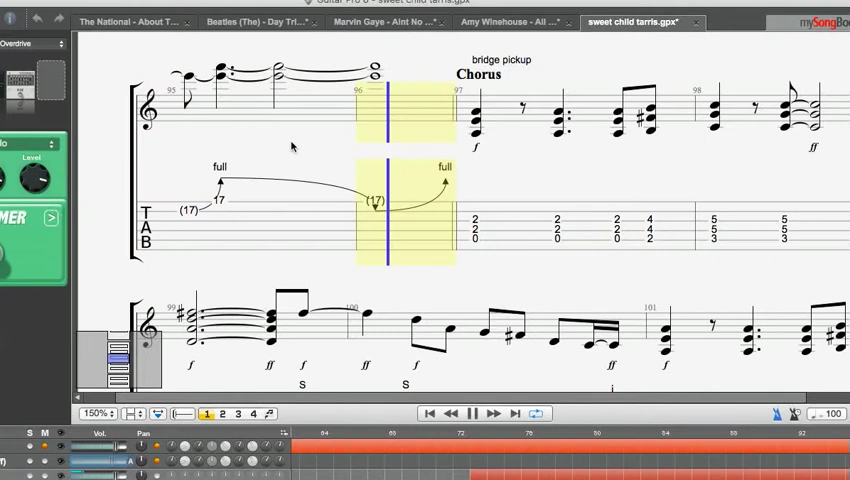 Guitar Pro 6 - sweet child tarris.gpx
The National - About T...
Beatles (The) - Day Tri...*
Marvin Gaye - Aint No ...*
Amy Winehouse - All ...*
sweet child tarris.gpx*
mySongBo
Overdrive
bridge pickup
Chorus
95 96 97 98
f ff
Level
full full
(17) 17 (17)
T
A
B
2 2 2 4 5 5
2 2 2 4 5 5
0 0 0 2 3 3
MER
99 100 101
f ff f ff f ff f
S S
150% 1 2 3 4 = 100
S M Vol. Pan 64 72 76 80 84 88 92
A